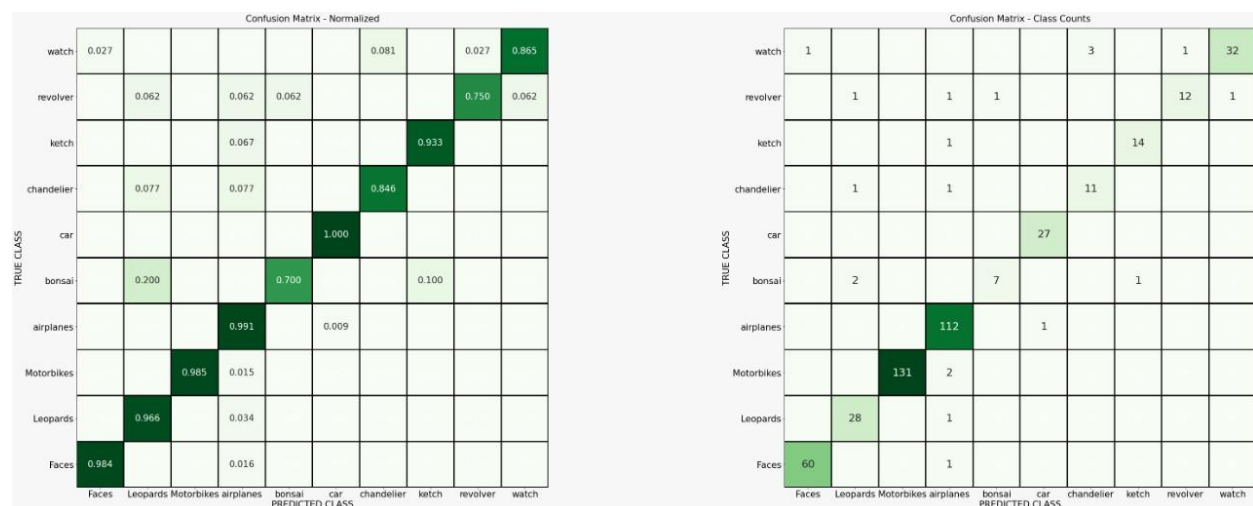 Confusion Matrix - Normalized
watch 0.027 0.081 0.027 0.865
revolver 0.062 0.062 0.062 0.750 0.062
ketch 0.067 0.933
chandelier 0.077 0.077 0.846
car 1.000
bonsai 0.200 0.700 0.100
airplanes 0.991 0.009
Motorbikes 0.985 0.015
Leopards 0.966 0.034
Faces 0.984 0.016
TRUE CLASS
Faces Leopards Motorbikes airplanes bonsai car chandelier ketch revolver watch
PREDICTED CLASS
Confusion Matrix - Class Counts
watch 1 3 1 32
revolver 1 1 1 12 1
ketch 1 14
chandelier 1 1 11
car 27
bonsai 2 7 1
airplanes 112 1
Motorbikes 131 2
Leopards 28 1
Faces 60 1
TRUE CLASS
Faces Leopards Motorbikes airplanes bonsai car chandelier ketch revolver watch
PREDICTED CLASS